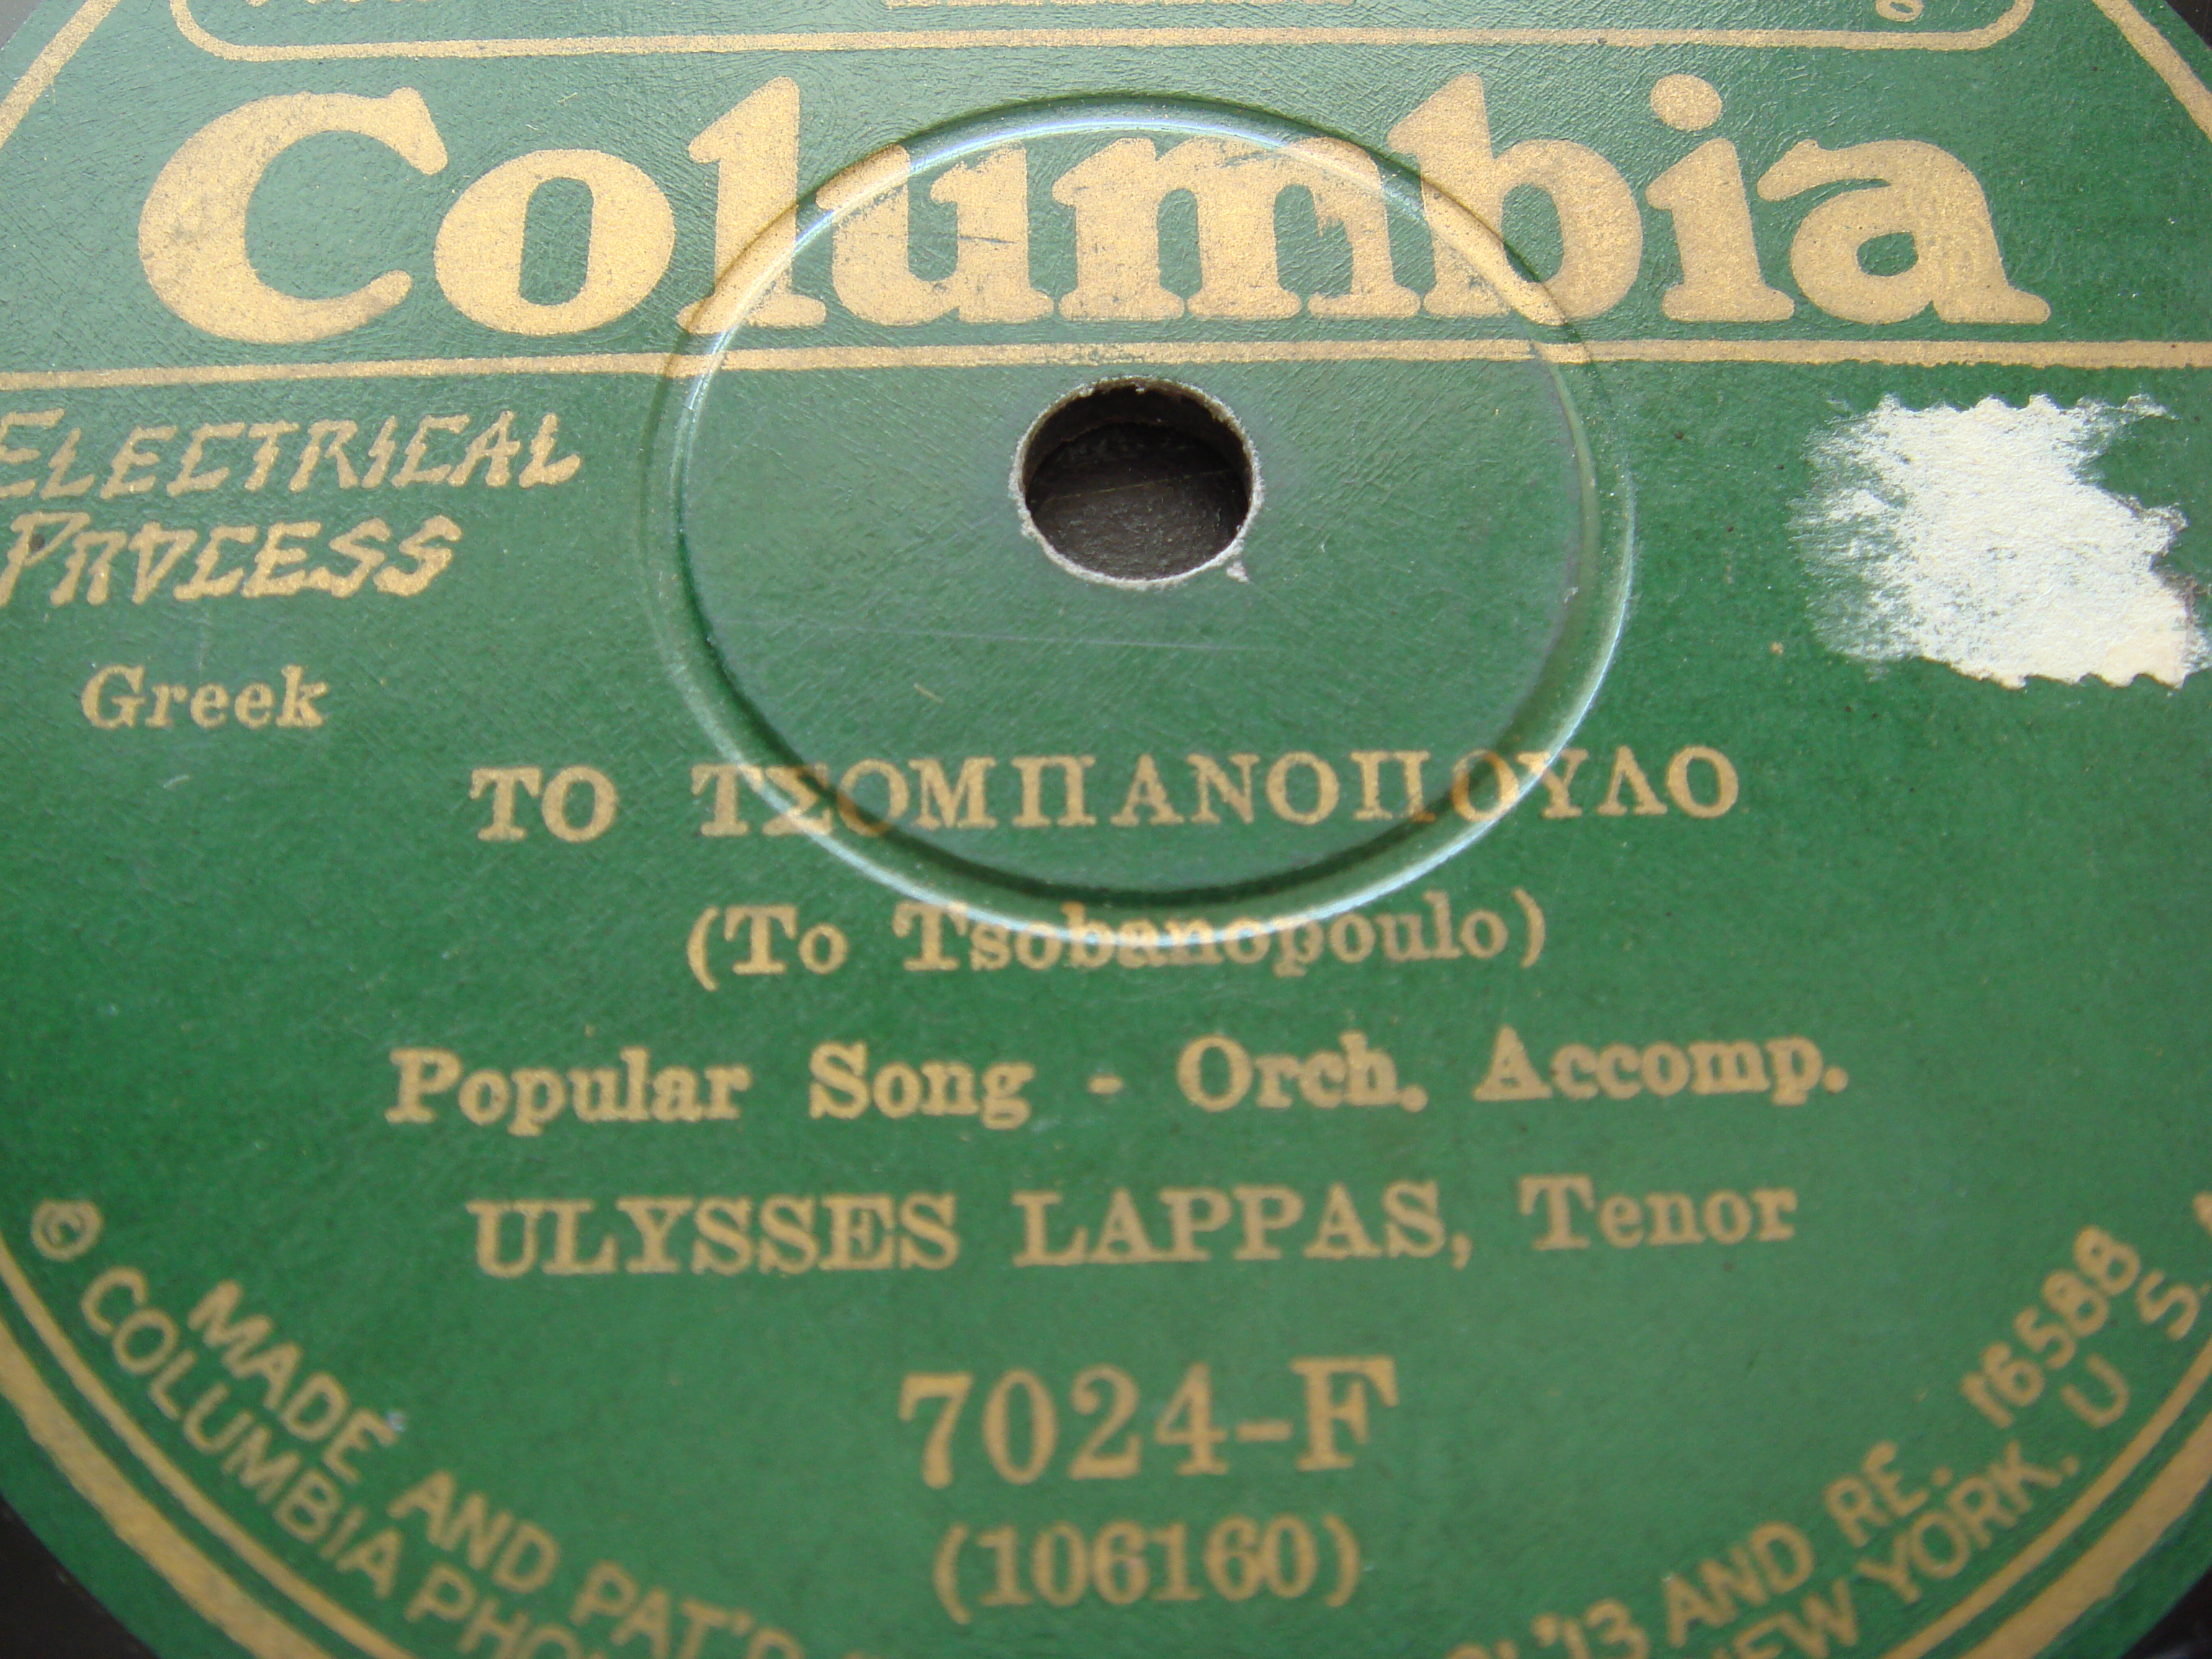 Columbia
ELECTRICAL
PROCESS
Greek
ΤΟ ΤΣΟΜΠΑΝΟΠΟΥΛΟ
(To Tsobanopoulo)
Popular Song - Orch. Accomp.
ULYSSES LAPPAS, Tenor
7024-F
(106160)
MADE AND PAT'D '13 AND RE. 16588
© COLUMBIA NEW YORK, U S